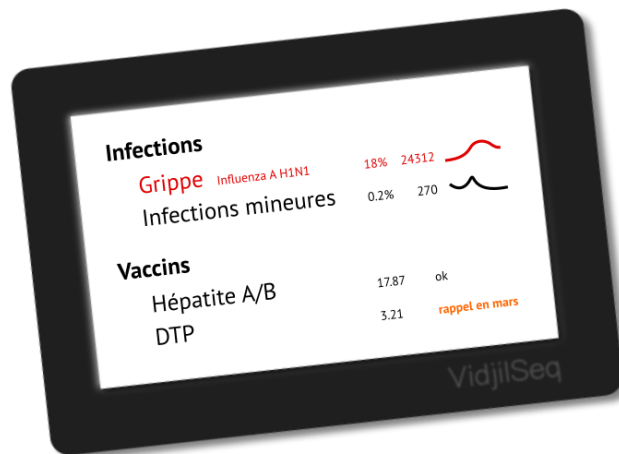 Infections
Grippe Influenza A H1N1 18% 24312
Infections mineures 0.2% 270
Vaccins
Hépatite A/B 17.87 ok
DTP 3.21 rappel en mars
VidjilSeq